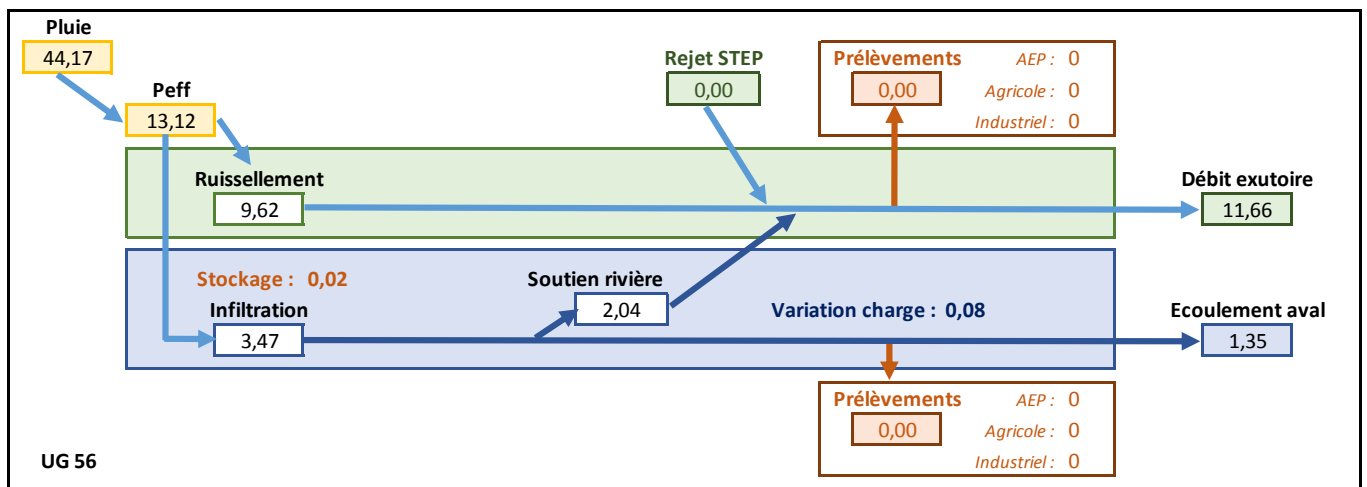 Pluie
44,17
Peff
13,12
Rejet STEP
0,00
Prélèvements
0,00
AEP : 0
Agricole : 0
Industriel : 0
Ruissellement
9,62
Débit exutoire
11,66
Stockage : 0,02
Infiltration
3,47
Soutien rivière
2,04
Variation charge : 0,08
Ecoulement aval
1,35
Prélèvements
0,00
AEP : 0
Agricole : 0
Industriel : 0
UG 56